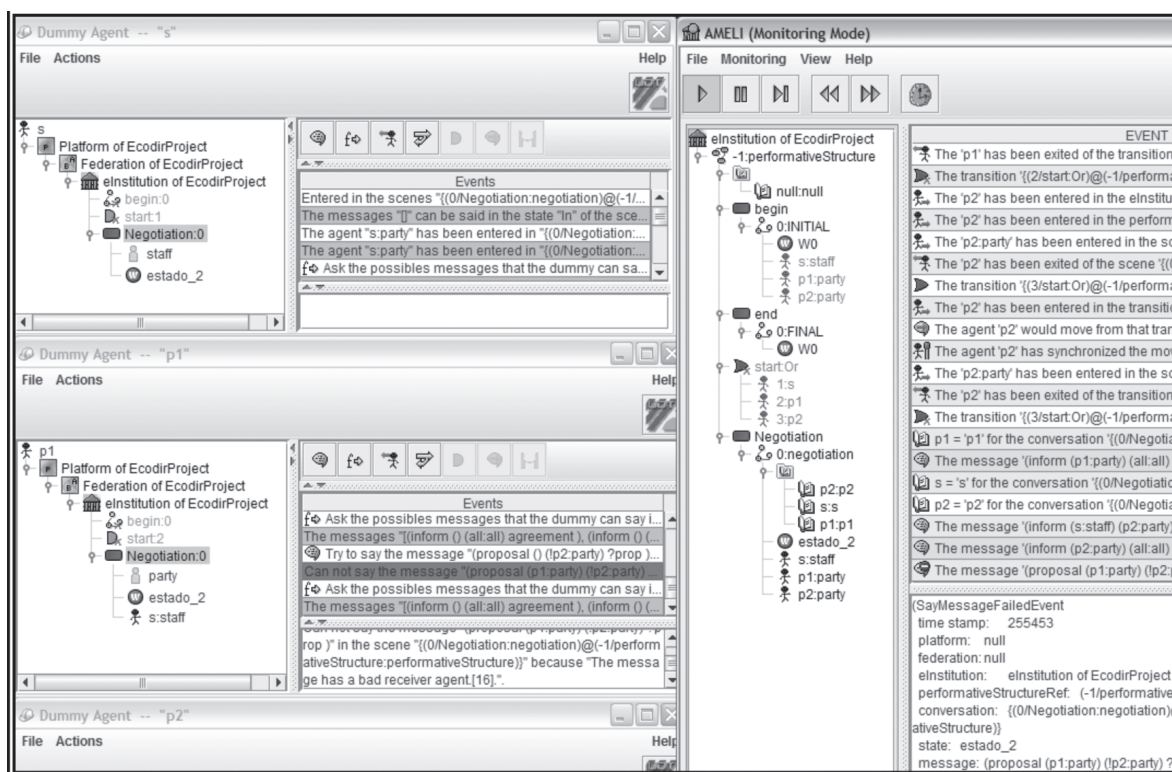 Dummy Agent -- "s"
File Actions Help
s
Platform of EcodirProject
Federation of EcodirProject
eInstitution of EcodirProject
begin:0
start:1
Negotiation:0
staff
estado_2
Events
Entered in the scenes "{(0/Negotiation:negotiation)@(-1/...
The messages "[]" can be said in the state "In" of the sce...
The agent "s:party" has been entered in "{(0/Negotiation:...
The agent "s:party" has been entered in "{(0/Negotiation:...
Ask the possibles messages that the dummy can sa...
Dummy Agent -- "p1"
File Actions Help
p1
Platform of EcodirProject
Federation of EcodirProject
eInstitution of EcodirProject
begin:0
start:2
Negotiation:0
party
estado_2
s:staff
Events
Ask the possibles messages that the dummy can say i...
The messages "[(inform () (all:all) agreement ), (inform () (...
Try to say the message "(proposal () (!p2:party) ?prop )...
Can not say the message "(proposal (p1:party) (!p2:party) ...
Ask the possibles messages that the dummy can say i...
The messages "[(inform () (all:all) agreement ), (inform () (...
Can not say the message "(proposal (p1:party) (!p2:party) ?p
rop )" in the scene "{(0/Negotiation:negotiation)@(-1/perform
ativeStructure:performativeStructure)}" because "The messa
ge has a bad receiver agent.[16].".
Dummy Agent -- "p2"
File Actions Help
AMELI (Monitoring Mode)
File Monitoring View Help
eInstitution of EcodirProject
-1:performativeStructure
null:null
begin
0:INITIAL
W0
s:staff
p1:party
p2:party
end
0:FINAL
W0
start:Or
1:s
2:p1
3:p2
Negotiation
0:negotiation
p2:p2
s:s
p1:p1
estado_2
s:staff
p1:party
p2:party
EVENT
The 'p1' has been exited of the transition
The transition '{(2/start:Or)@(-1/performa
The 'p2' has been entered in the eInstitu
The 'p2' has been entered in the perform
The 'p2:party' has been entered in the sc
The 'p2' has been exited of the scene '{(0
The transition '{(3/start:Or)@(-1/performa
The 'p2' has been entered in the transitio
The agent 'p2' would move from that tran
The agent 'p2' has synchronized the mov
The 'p2:party' has been entered in the sc
The 'p2' has been exited of the transition
The transition '{(3/start:Or)@(-1/performa
p1 = 'p1' for the conversation '{(0/Negotia
The message '(inform (p1:party) (all:all)
s = 's' for the conversation '{(0/Negotiatio
p2 = 'p2' for the conversation '{(0/Negotia
The message '(inform (s:staff) (p2:party)
The message '(inform (p2:party) (all:all)
The message '(proposal (p1:party) (!p2:p
(SayMessageFailedEvent
time stamp: 255453
platform: null
federation: null
eInstitution: eInstitution of EcodirProject
performativeStructureRef: (-1/performative
conversation: {(0/Negotiation:negotiation)
ativeStructure)}
state: estado_2
message: (proposal (p1:party) (!p2:party) ?